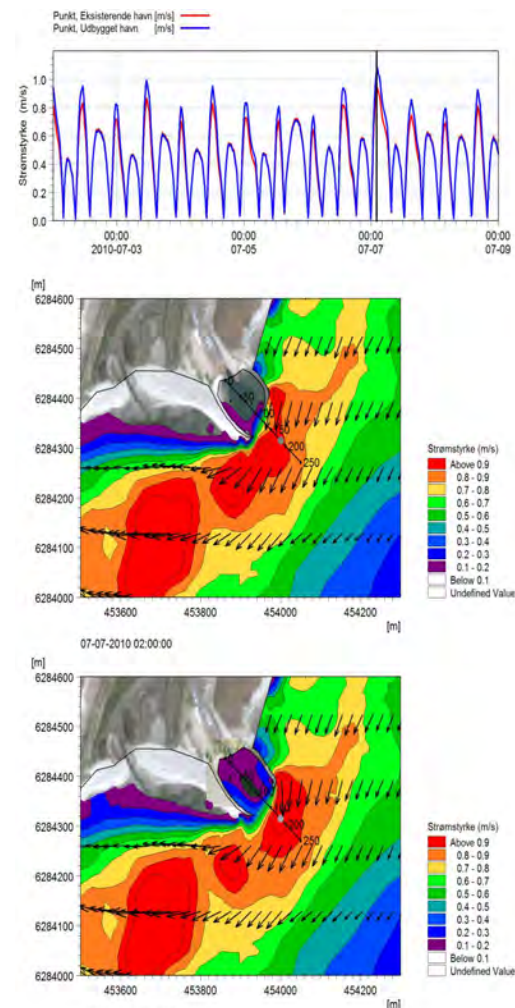 Punkt, Eksisterende havn [m/s]
Punkt, Udbygget havn [m/s]
Strømstyrke (m/s)
1.0
0.8
0.6
0.4
0.2
0.0
00:00 00:00 00:00 00:00
2010-07-03 07-05 07-07 07-09
[m]
6284600
6284500
6284400
6284300
6284200
6284100
6284000
200
250
453600 453800 454000 454200
[m]
Strømstyrke (m/s)
Above 0.9
0.8 - 0.9
0.7 - 0.8
0.6 - 0.7
0.5 - 0.6
0.4 - 0.5
0.3 - 0.4
0.2 - 0.3
0.1 - 0.2
Below 0.1
Undefined Value
07-07-2010 02:00:00
[m]
6284600
6284500
6284400
6284300
6284200
6284100
6284000
200
250
453600 453800 454000 454200
[m]
Strømstyrke (m/s)
Above 0.9
0.8 - 0.9
0.7 - 0.8
0.6 - 0.7
0.5 - 0.6
0.4 - 0.5
0.3 - 0.4
0.2 - 0.3
0.1 - 0.2
Below 0.1
Undefined Value